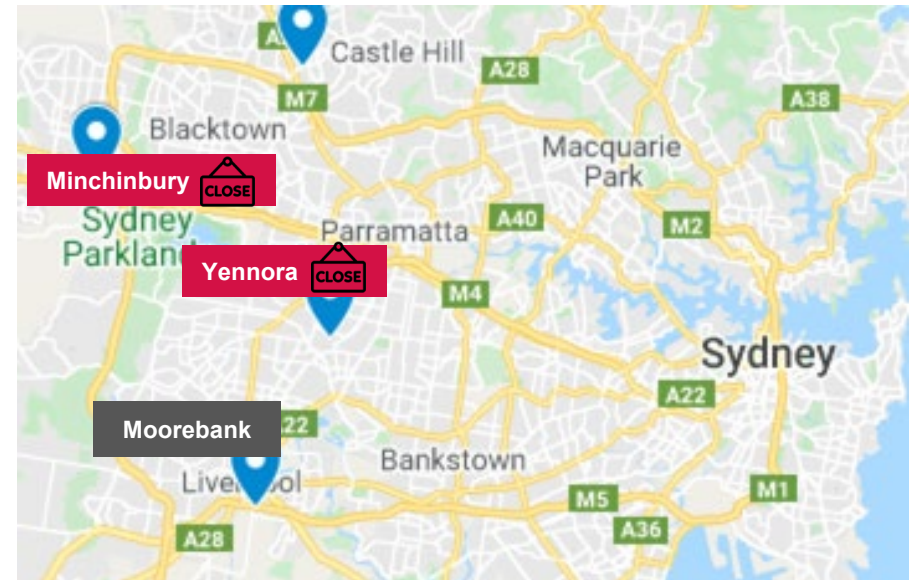 Castle Hill
A28
M7
A38
Blacktown
Macquarie
Park
Minchinbury CLOSE
Sydney
Parkland
Parramatta
A40
M2
Yennora CLOSE
M4
Sydney
A22
Moorebank
22
Bankstown
Liverpool
M5
M1
A28
A36